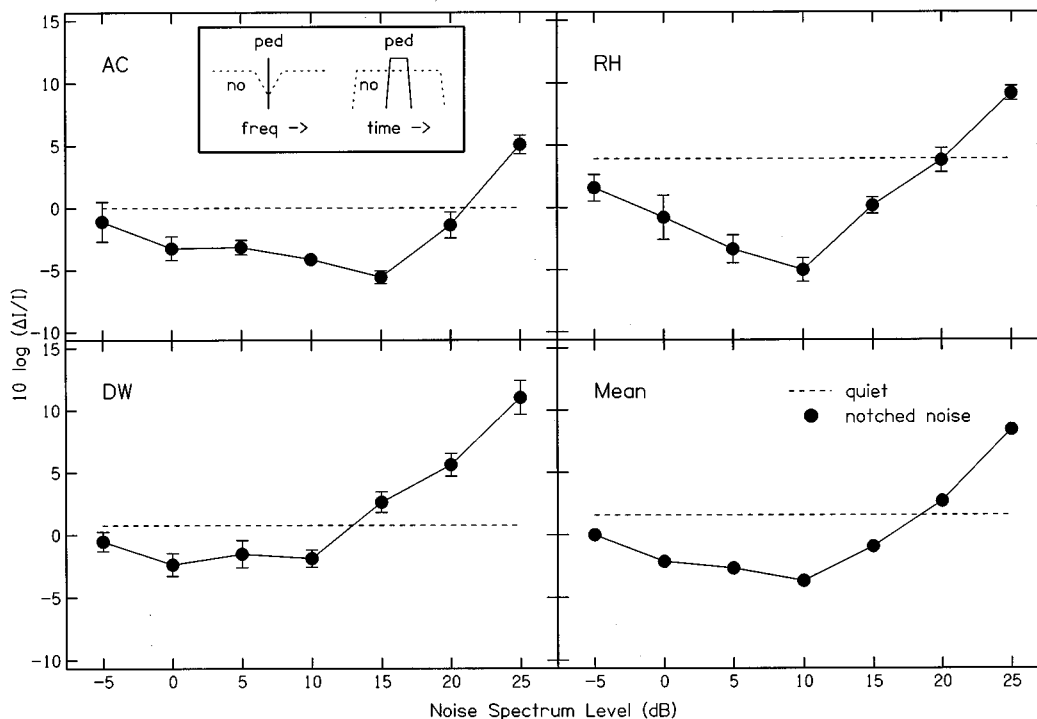 15
10
5
0
-5
-10
AC
ped ped
no no
freq -> time ->
RH
10 log (ΔI/I)
15
10
5
0
-5
-10
DW
Mean
quiet
notched noise
-5 0 5 10 15 20 25 -5 0 5 10 15 20 25
Noise Spectrum Level (dB)